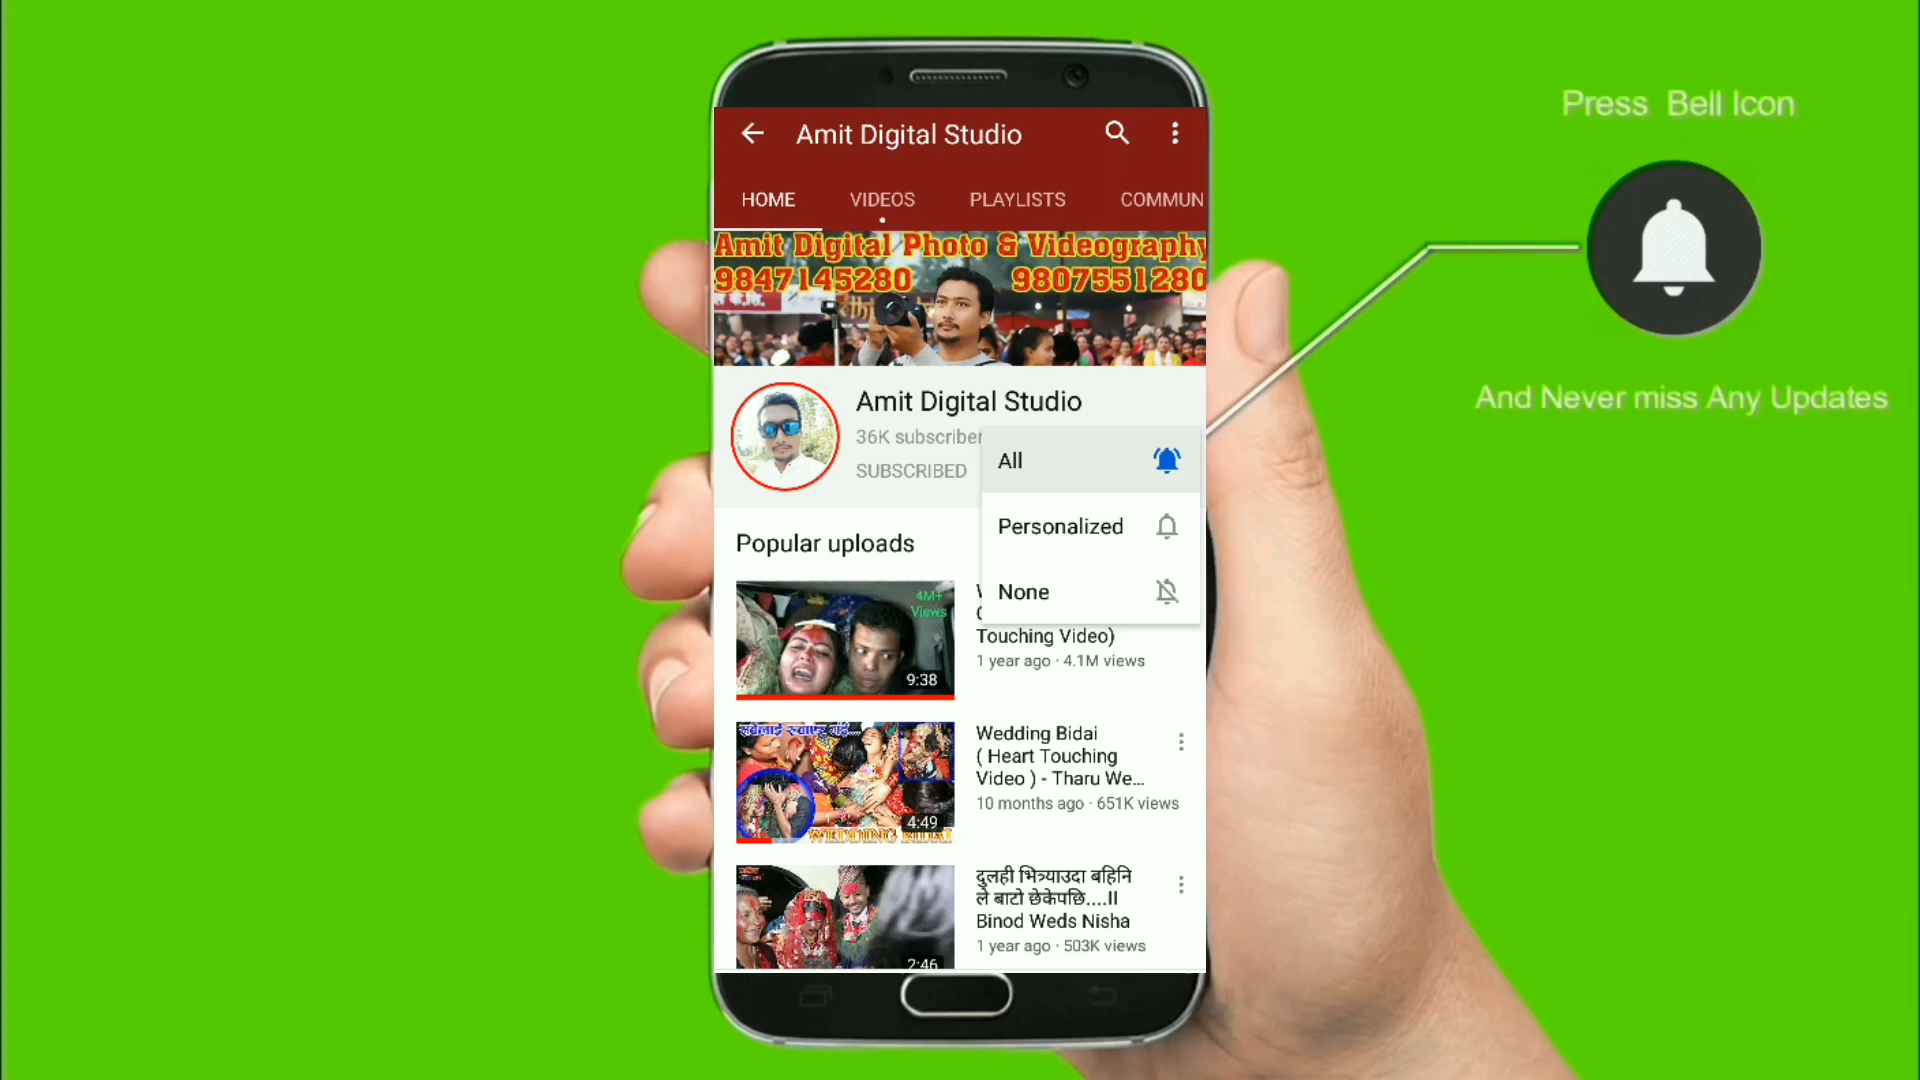 Press Bell Icon
And Never miss Any Updates
Amit Digital Studio
HOME VIDEOS PLAYLISTS COMMUN
Amit Digital Photo & Videography
9847145280 9807551280
Amit Digital Studio
36K subscriber
SUBSCRIBED
All
Personalized
None
Popular uploads
4M+
Views
9:38
Touching Video)
1 year ago · 4.1M views
4:49
WEDDING BIDAI
Wedding Bidai
( Heart Touching
Video ) - Tharu We...
10 months ago · 651K views
2:46
दुलही भित्र्याउदा बहिनि
ले बाटो छेकेपछि....II
Binod Weds Nisha
1 year ago · 503K views